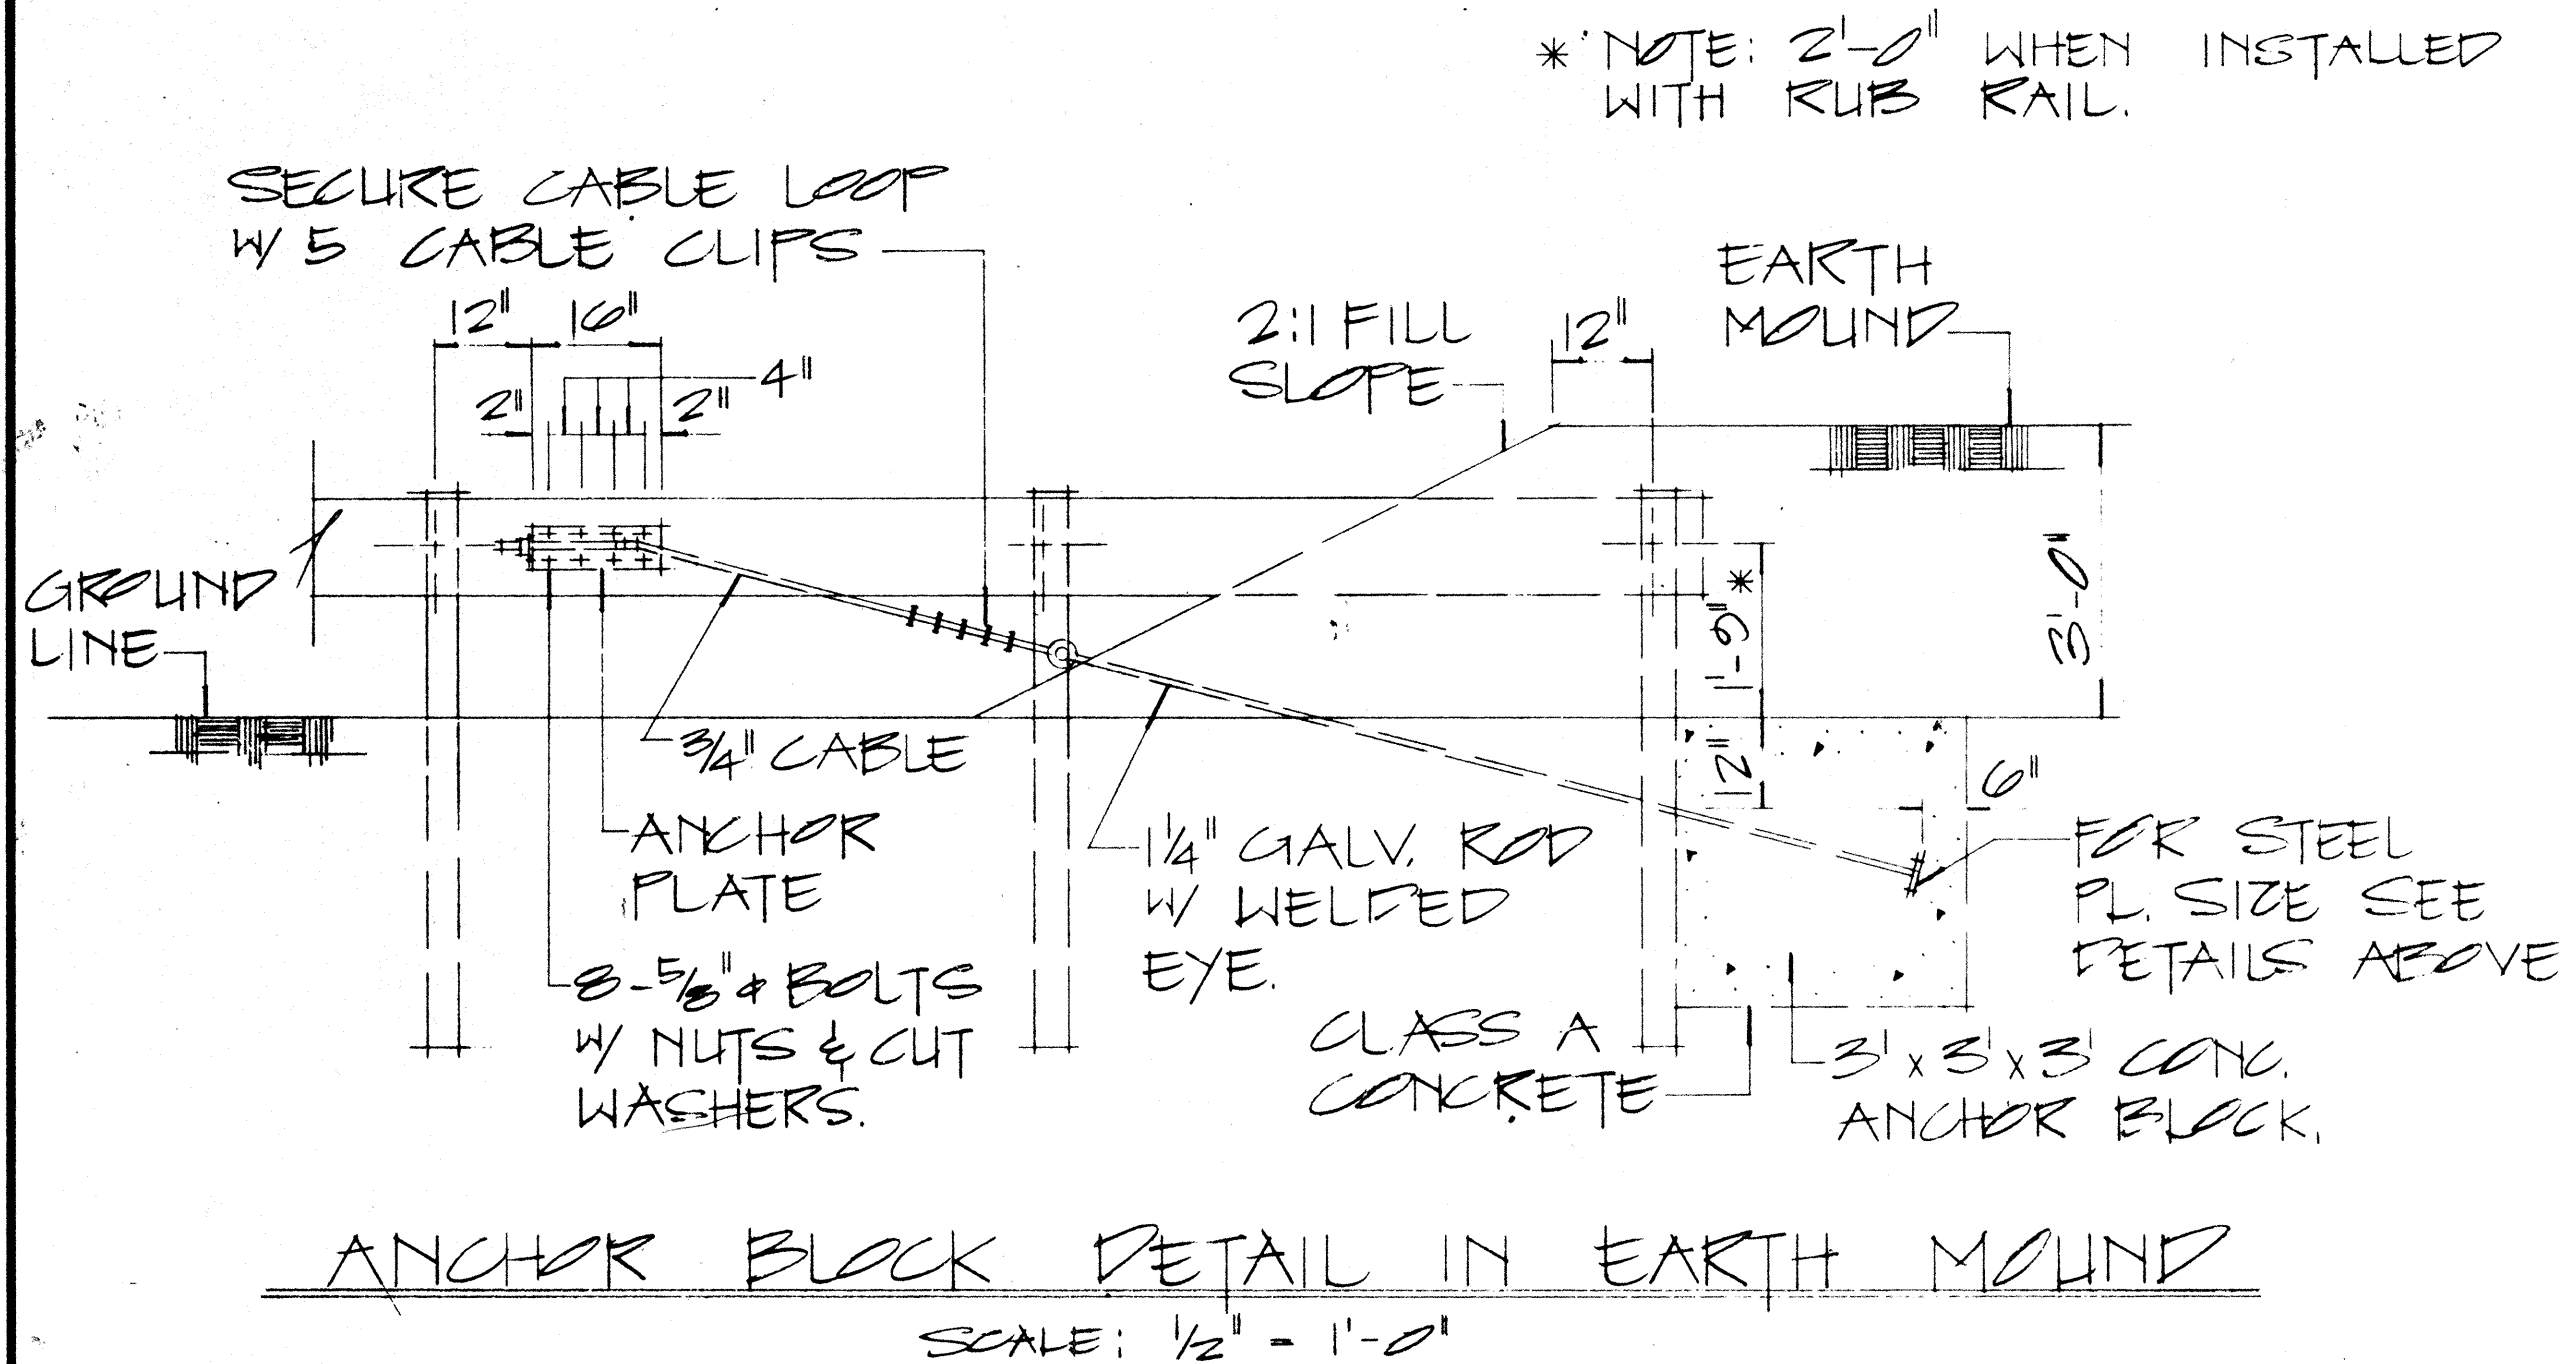 * NOTE: 2'-0" WHEN INSTALLED
WITH RUB RAIL.
SECURE CABLE LOOP
W/ 5 CABLE CLIPS
12" 16"
4"
2" 2"
2:1 FILL
SLOPE
12"
EARTH
MOUND
GROUND
LINE
1'-9" *
3'-0"
12"
6"
3/4" CABLE
ANCHOR
PLATE
8-5/8" ϕ BOLTS
W/ NUTS & CUT
WASHERS.
1 1/4" GALV. ROD
W/ WELDED
EYE.
FOR STEEL
PL. SIZE SEE
DETAILS ABOVE
CLASS A
CONCRETE
3' x 3' x 3' CONC.
ANCHOR BLOCK.
ANCHOR BLOCK DETAIL IN EARTH MOUND
SCALE: 1/2" = 1'-0"